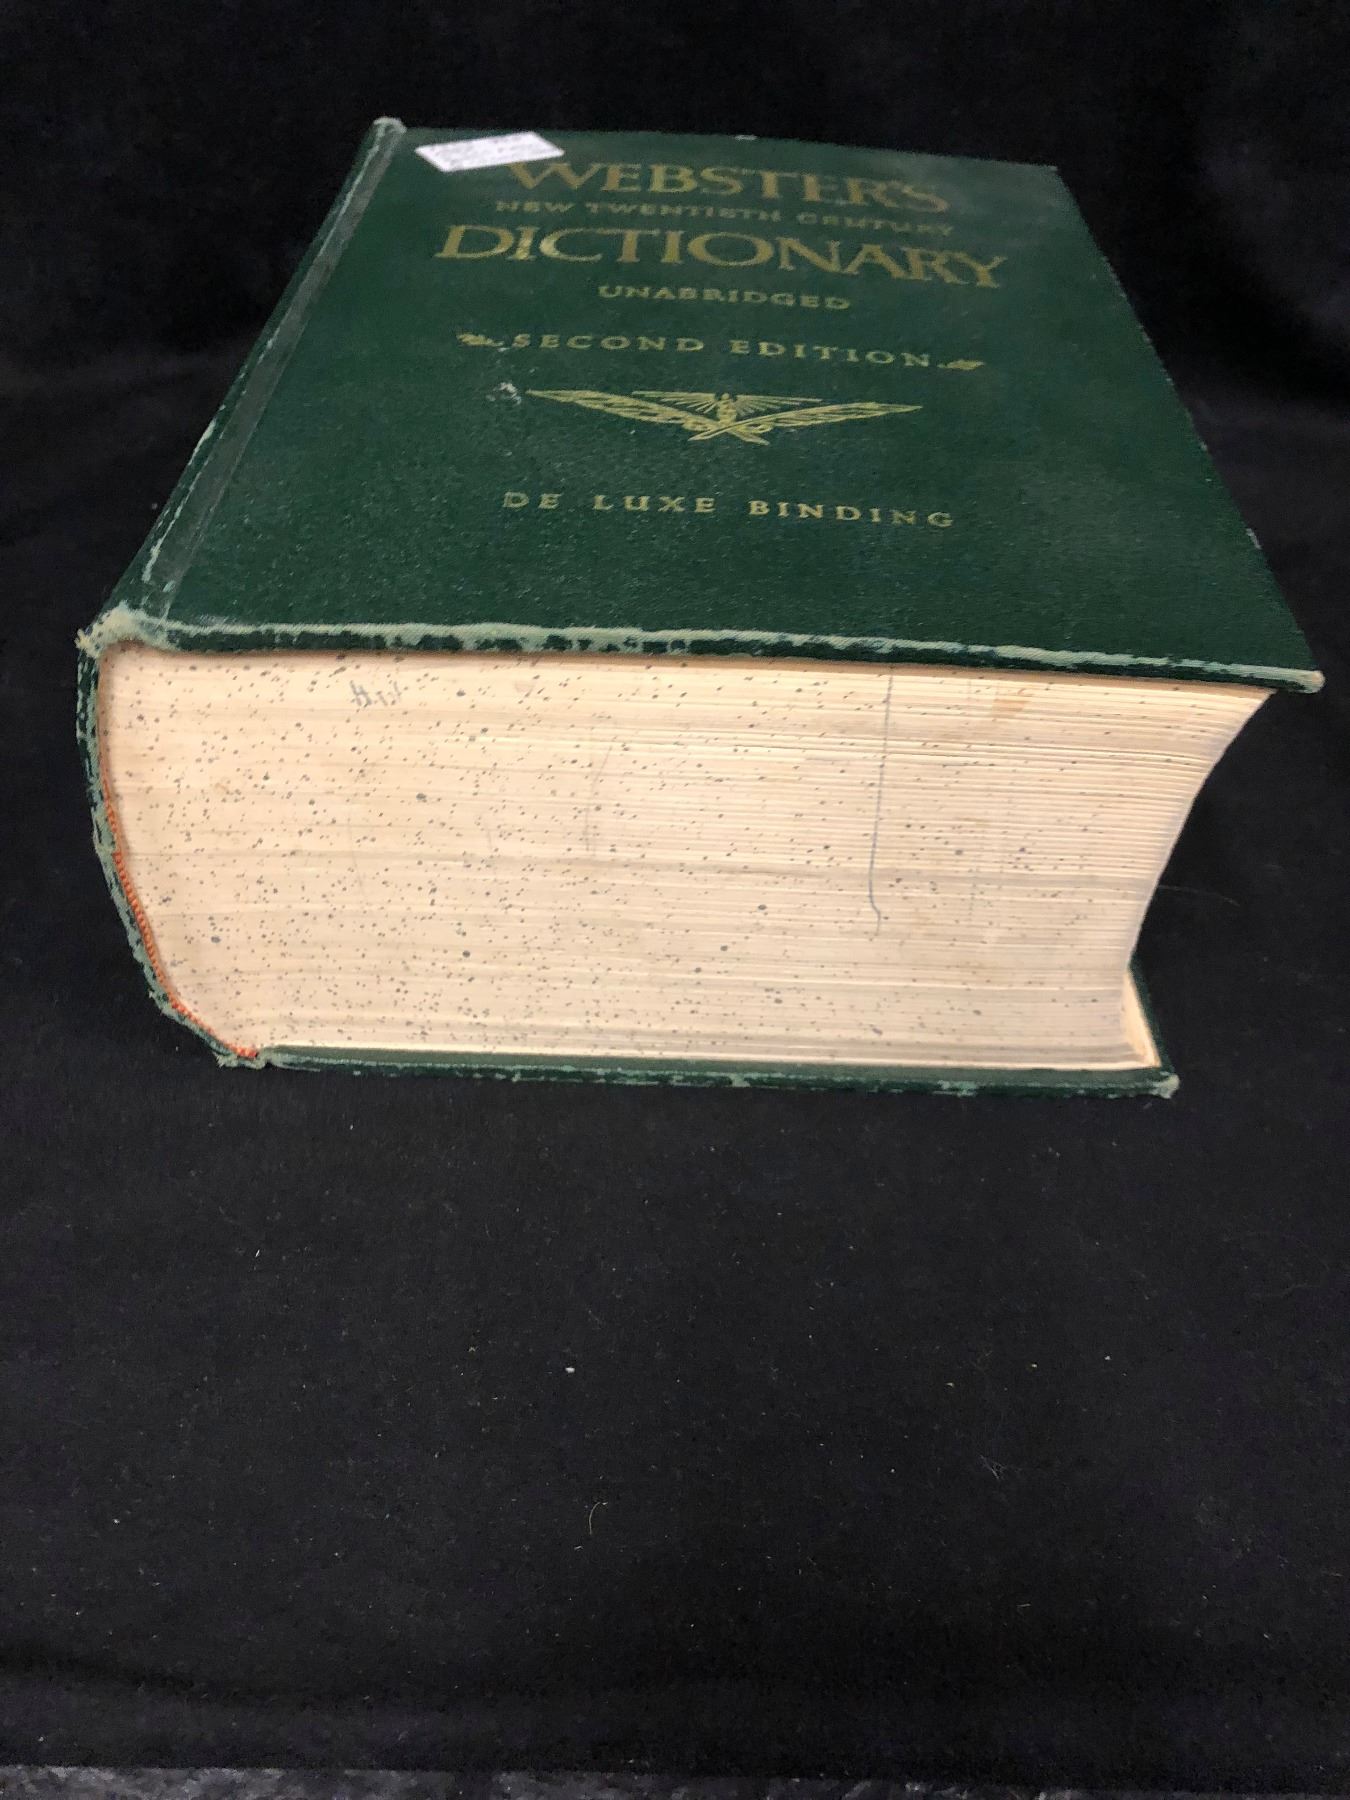 WEBSTER'S
NEW TWENTIETH CENTURY
DICTIONARY
UNABRIDGED
SECOND EDITION
DE LUXE BINDING